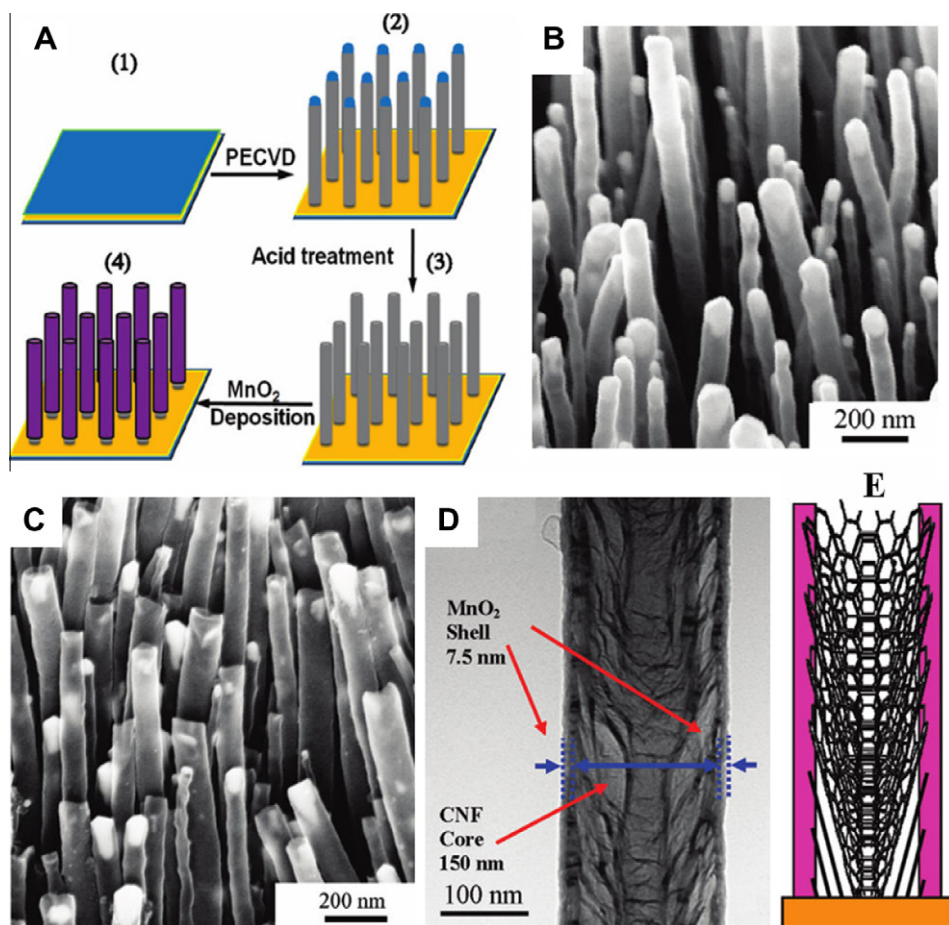 A
(1)
(2)
PECVD
Acid treatment
(3)
(4)
MnO₂
Deposition
B
200 nm
C
200 nm
D
MnO₂
Shell
7.5 nm
CNF
Core
150 nm
100 nm
E